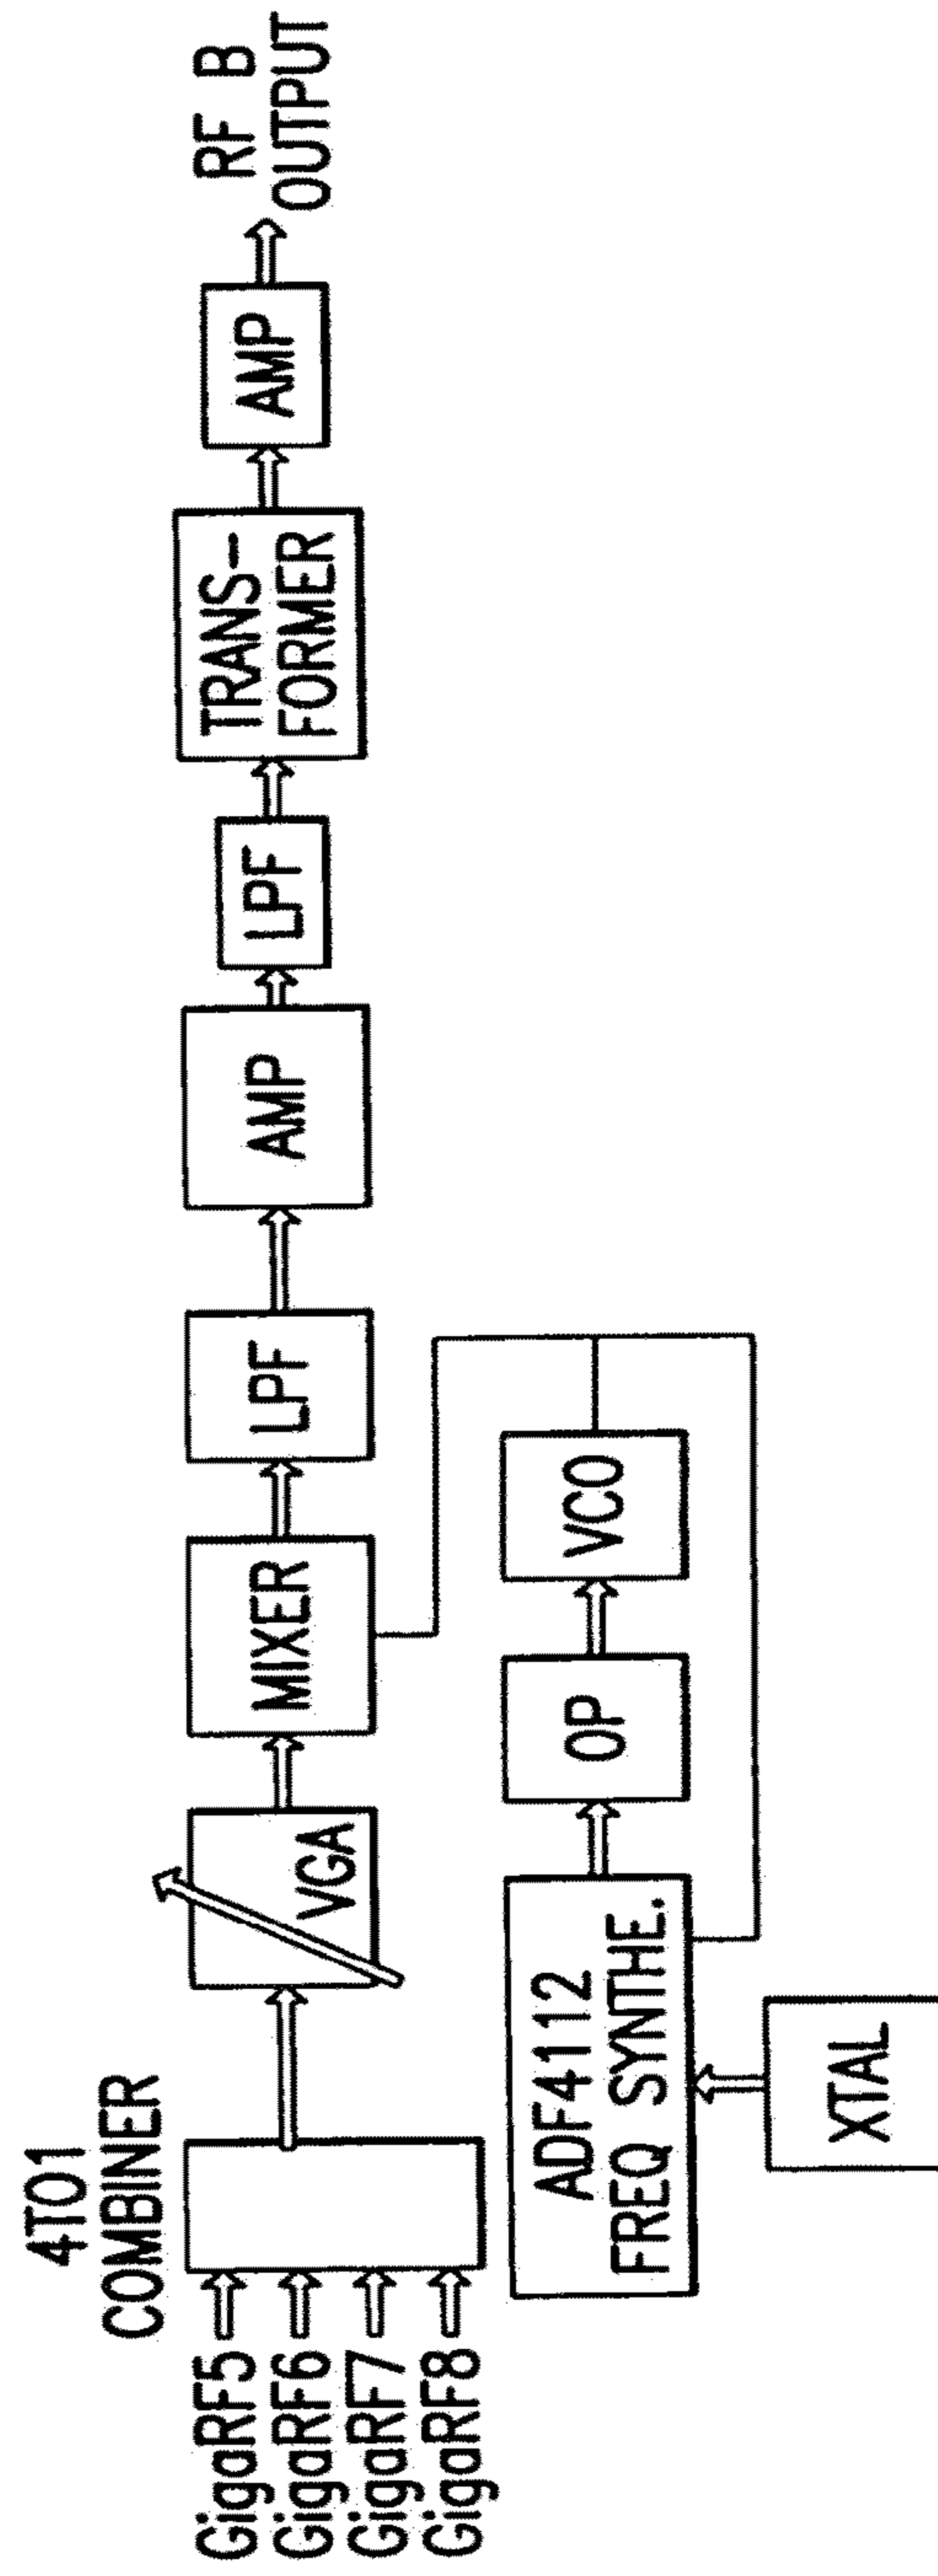 4TO1
COMBINER
GigaRF5
GigaRF6
GigaRF7
GigaRF8
VGA
MIXER
LPF
AMP
LPF
TRANS-
FORMER
AMP
RF B
OUTPUT
ADF4112
FREQ SYNTHE.
OP
VCO
XTAL